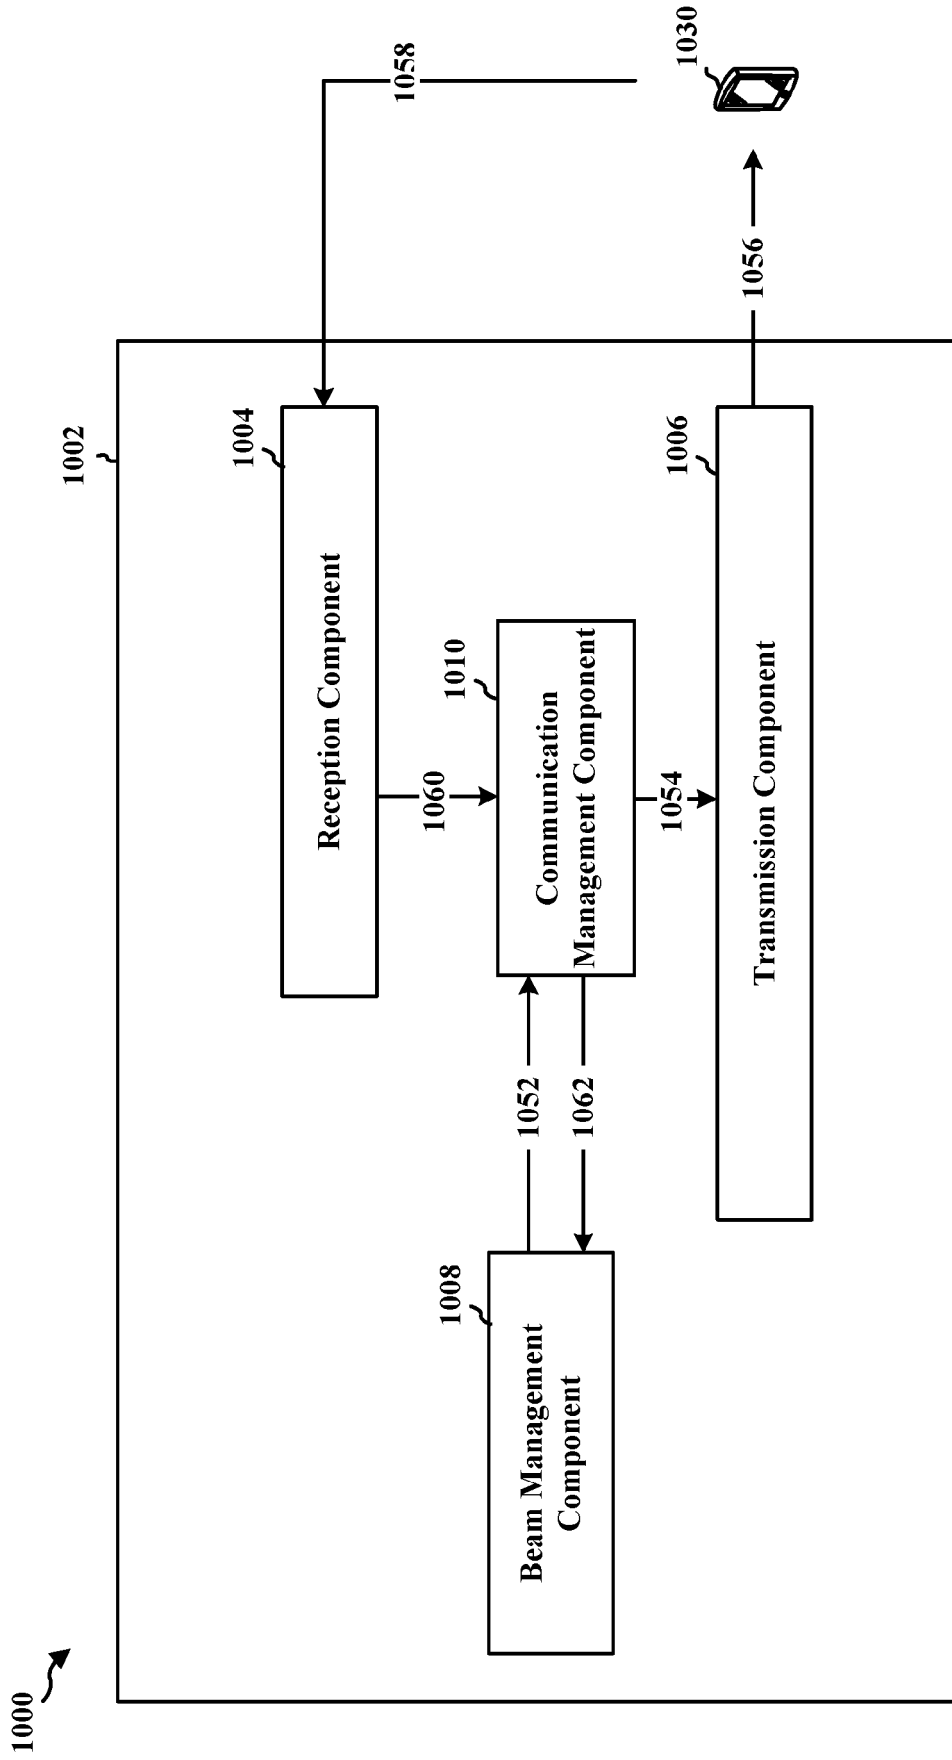 1000
1002
1004
Reception Component
1058
1060
1010
Communication
Management Component
1030
1008
Beam Management
Component
1052
1062
1054
1006
Transmission Component
1056